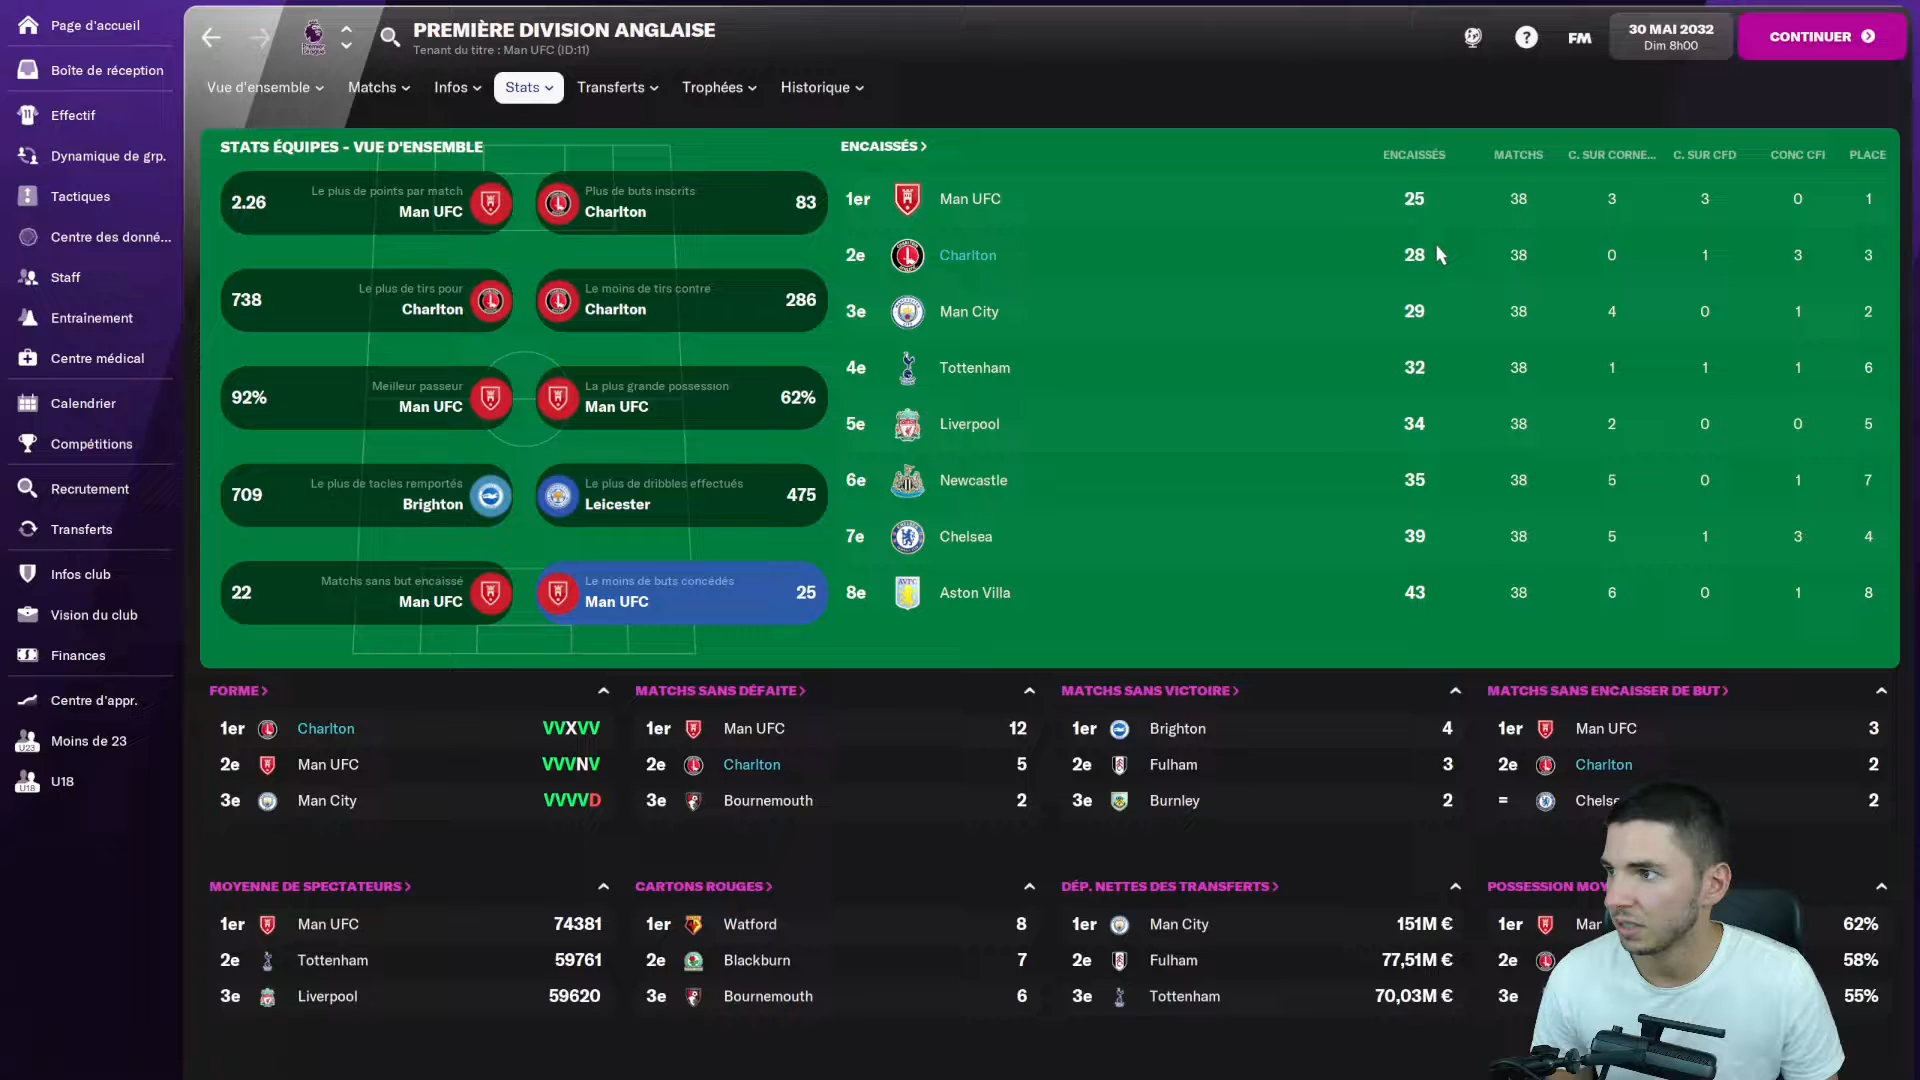 Page d'accueil
Boîte de réception
Effectif
Dynamique de grp.
Tactiques
Centre des donné...
Staff
Entraînement
Centre médical
Calendrier
Compétitions
Recrutement
Transferts
Infos club
Vision du club
Finances
Centre d'appr.
U23 Moins de 23
U18 U18
PREMIÈRE DIVISION ANGLAISE
Tenant du titre : Man UFC (ID:11)
? FM
30 MAI 2032
Dim 8h00
CONTINUER
Vue d'ensemble Matchs Infos Stats Transferts Trophées Historique
STATS ÉQUIPES - VUE D'ENSEMBLE
2.26 Le plus de points par match Man UFC
Plus de buts inscrits Charlton 83
738 Le plus de tirs pour Charlton
Le moins de tirs contre Charlton 286
92% Meilleur passeur Man UFC
La plus grande possession Man UFC 62%
709 Le plus de tacles remportés Brighton
Le plus de dribbles effectués Leicester 475
22 Matchs sans but encaissé Man UFC
Le moins de buts concédés Man UFC 25
ENCAISSÉS
ENCAISSÉS MATCHS C. SUR CORNE... C. SUR CFD CONC CFI PLACE
1er Man UFC 25 38 3 3 0 1
2e Charlton 28 38 0 1 3 3
3e Man City 29 38 4 0 1 2
4e Tottenham 32 38 1 1 1 6
5e Liverpool 34 38 2 0 0 5
6e Newcastle 35 38 5 0 1 7
7e Chelsea 39 38 5 1 3 4
8e AVFC Aston Villa 43 38 6 0 1 8
FORME
1er Charlton VVXVV
2e Man UFC VVVNV
3e Man City VVVVD
MATCHS SANS DÉFAITE
1er Man UFC 12
2e Charlton 5
3e Bournemouth 2
MATCHS SANS VICTOIRE
1er Brighton 4
2e Fulham 3
3e Burnley 2
MATCHS SANS ENCAISSER DE BUT
1er Man UFC 3
2e Charlton 2
= Chelse 2
MOYENNE DE SPECTATEURS
1er Man UFC 74381
2e Tottenham 59761
3e Liverpool 59620
CARTONS ROUGES
1er Watford 8
2e Blackburn 7
3e Bournemouth 6
DÉP. NETTES DES TRANSFERTS
1er Man City 151M €
2e Fulham 77,51M €
3e Tottenham 70,03M €
POSSESSION MOY
1er Mar 62%
2e 58%
3e 55%